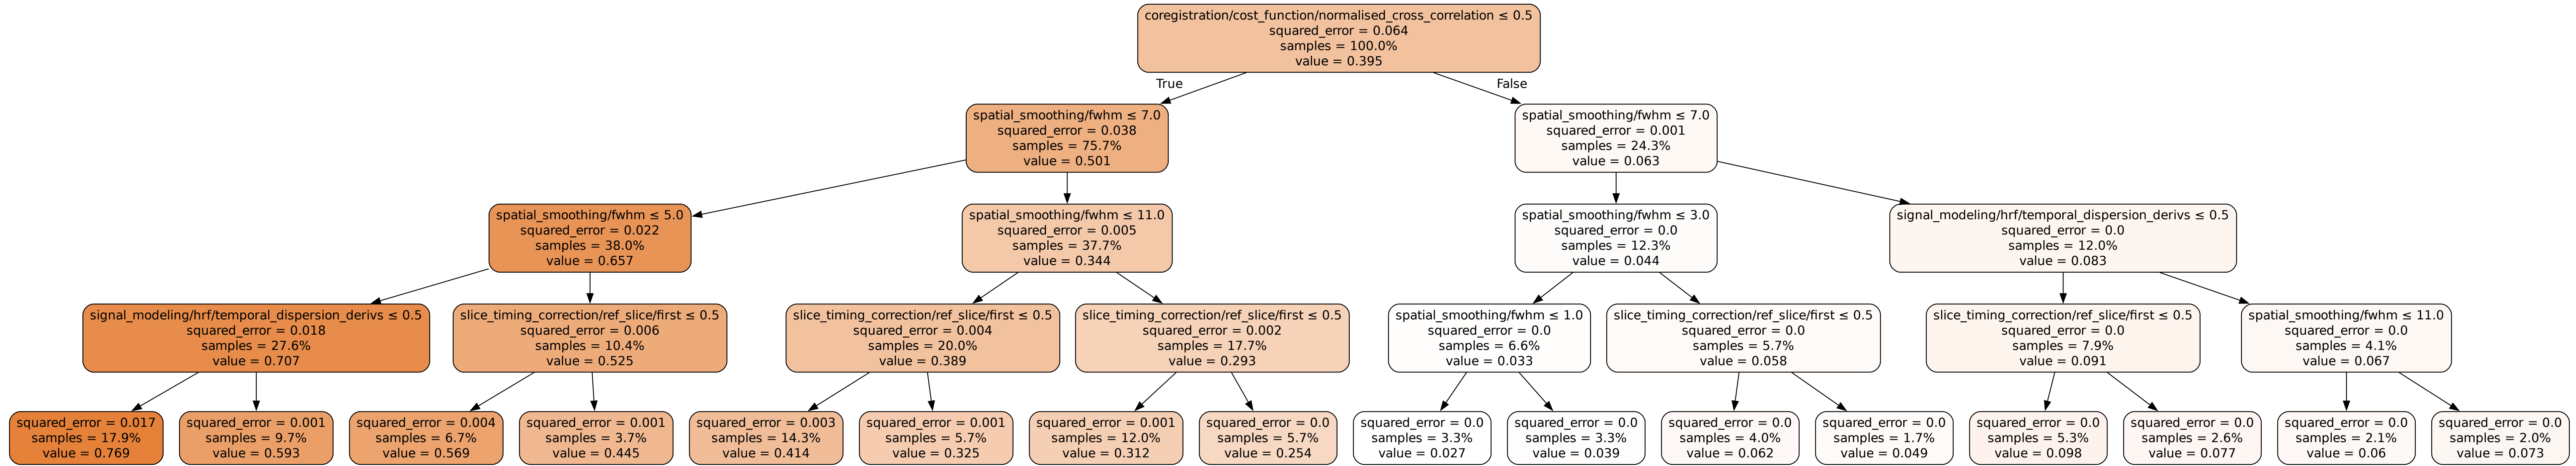 coregistration/cost_function/normalised_cross_correlation ≤ 0.5
squared_error = 0.064
samples = 100.0%
value = 0.395
True
False
spatial_smoothing/fwhm ≤ 7.0
squared_error = 0.038
samples = 75.7%
value = 0.501
spatial_smoothing/fwhm ≤ 7.0
squared_error = 0.001
samples = 24.3%
value = 0.063
spatial_smoothing/fwhm ≤ 5.0
squared_error = 0.022
samples = 38.0%
value = 0.657
spatial_smoothing/fwhm ≤ 11.0
squared_error = 0.005
samples = 37.7%
value = 0.344
spatial_smoothing/fwhm ≤ 3.0
squared_error = 0.0
samples = 12.3%
value = 0.044
signal_modeling/hrf/temporal_dispersion_derivs ≤ 0.5
squared_error = 0.0
samples = 12.0%
value = 0.083
signal_modeling/hrf/temporal_dispersion_derivs ≤ 0.5
squared_error = 0.018
samples = 27.6%
value = 0.707
slice_timing_correction/ref_slice/first ≤ 0.5
squared_error = 0.006
samples = 10.4%
value = 0.525
slice_timing_correction/ref_slice/first ≤ 0.5
squared_error = 0.004
samples = 20.0%
value = 0.389
slice_timing_correction/ref_slice/first ≤ 0.5
squared_error = 0.002
samples = 17.7%
value = 0.293
spatial_smoothing/fwhm ≤ 1.0
squared_error = 0.0
samples = 6.6%
value = 0.033
slice_timing_correction/ref_slice/first ≤ 0.5
squared_error = 0.0
samples = 5.7%
value = 0.058
slice_timing_correction/ref_slice/first ≤ 0.5
squared_error = 0.0
samples = 7.9%
value = 0.091
spatial_smoothing/fwhm ≤ 11.0
squared_error = 0.0
samples = 4.1%
value = 0.067
squared_error = 0.017
samples = 17.9%
value = 0.769
squared_error = 0.001
samples = 9.7%
value = 0.593
squared_error = 0.004
samples = 6.7%
value = 0.569
squared_error = 0.001
samples = 3.7%
value = 0.445
squared_error = 0.003
samples = 14.3%
value = 0.414
squared_error = 0.001
samples = 5.7%
value = 0.325
squared_error = 0.001
samples = 12.0%
value = 0.312
squared_error = 0.0
samples = 5.7%
value = 0.254
squared_error = 0.0
samples = 3.3%
value = 0.027
squared_error = 0.0
samples = 3.3%
value = 0.039
squared_error = 0.0
samples = 4.0%
value = 0.062
squared_error = 0.0
samples = 1.7%
value = 0.049
squared_error = 0.0
samples = 5.3%
value = 0.098
squared_error = 0.0
samples = 2.6%
value = 0.077
squared_error = 0.0
samples = 2.1%
value = 0.06
squared_error = 0.0
samples = 2.0%
value = 0.073